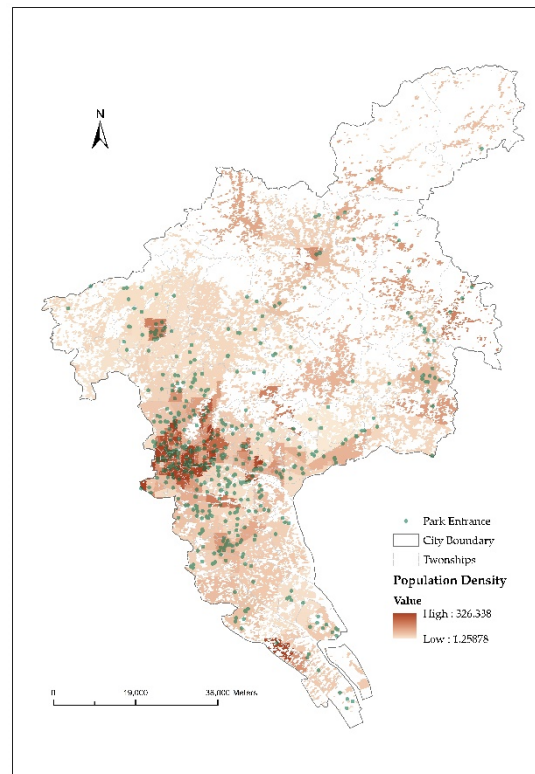 N
Park Entrance
City Boundary
Twonships
Population Density
Value
High : 326.338
Low : 1.25878
0 19,000 38,000 Meters